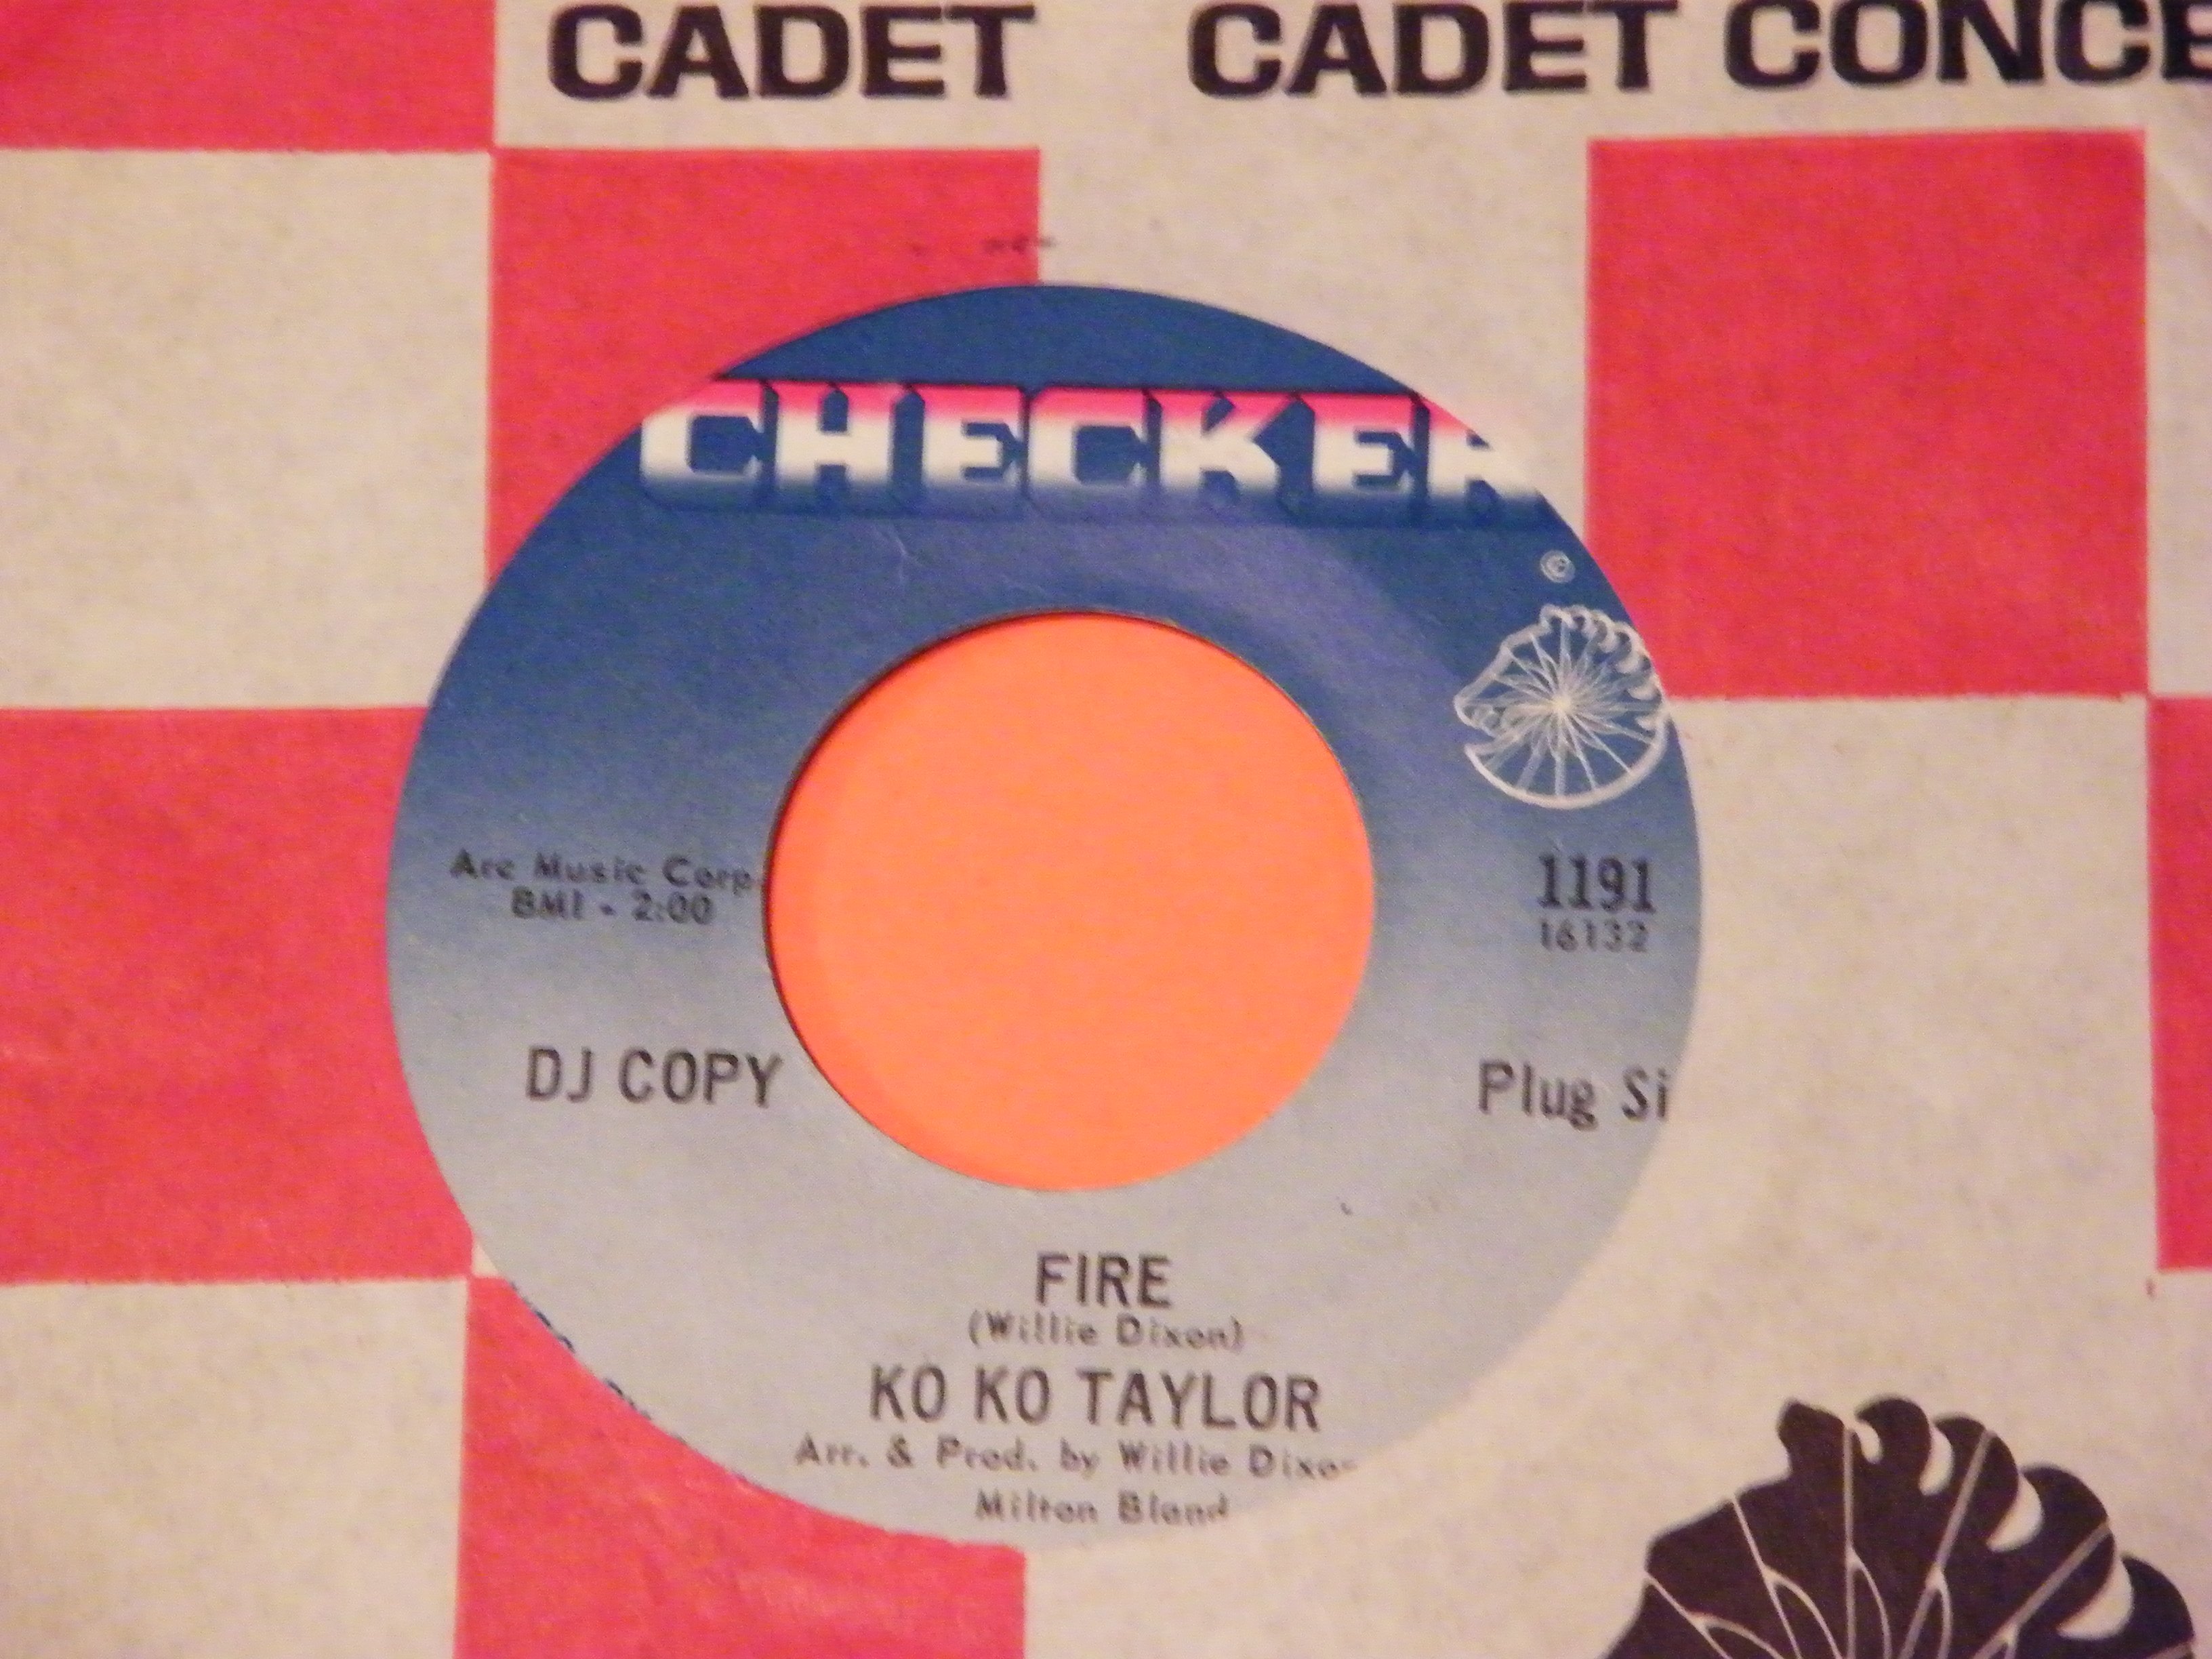 CADET CADET CONCE
CHECKER
©
Arc Music Corp.
BMI - 2:00
1191
16132
DJ COPY
Plug Si
FIRE
(Willie Dixon)
KO KO TAYLOR
Arr. & Prod. by Willie Dixon
Milton Bland